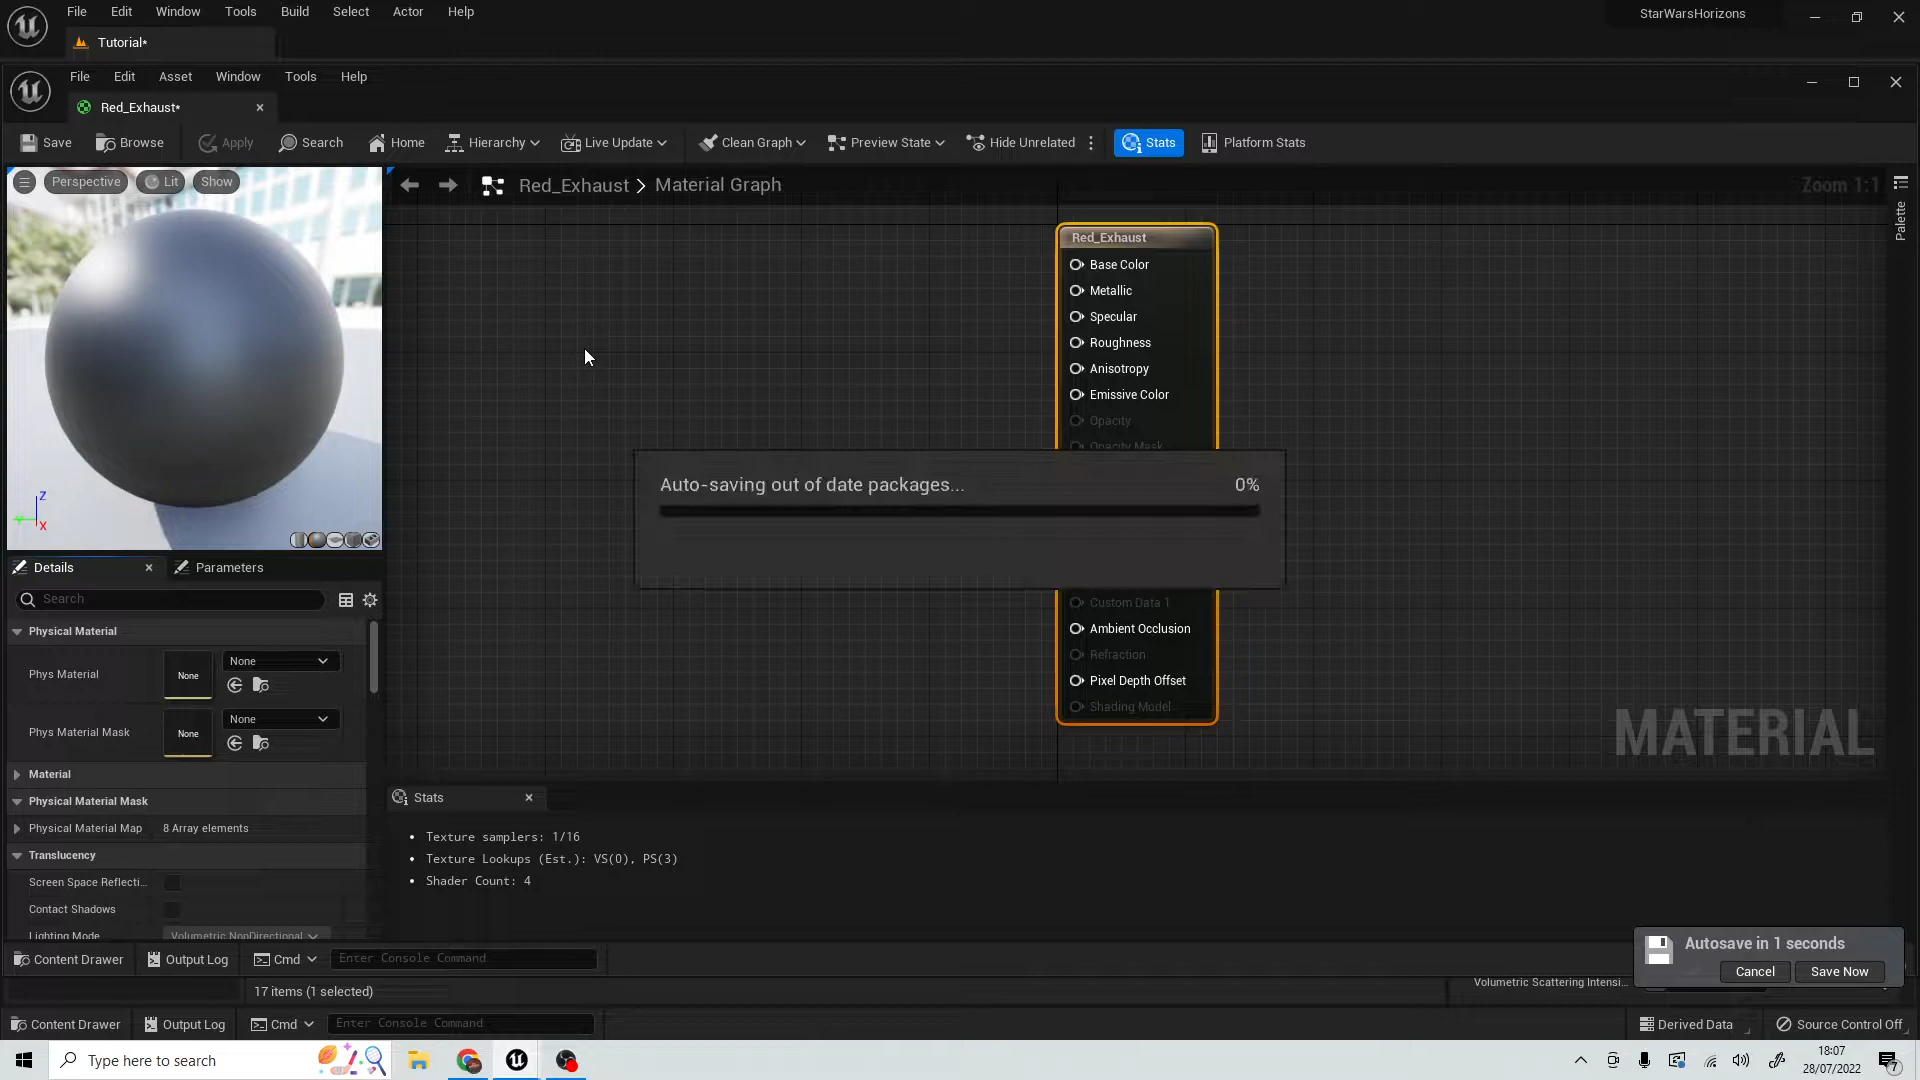 File Edit Window Tools Build Select Actor Help
StarWarsHorizons
Tutorial*
File Edit Asset Window Tools Help
Red_Exhaust*
Save Browse Apply Search Home Hierarchy Live Update Clean Graph Preview State Hide Unrelated Stats Platform Stats
Perspective Lit Show
Red_Exhaust > Material Graph
Zoom 1:1
Palette
Red_Exhaust
Base Color
Metallic
Specular
Roughness
Anisotropy
Emissive Color
Opacity
Opacity Mask
Auto-saving out of date packages... 0%
Custom Data 1
Ambient Occlusion
Refraction
Pixel Depth Offset
Shading Model
MATERIAL
Z
Y
X
Details Parameters
Search
Physical Material
Phys Material None None
Phys Material Mask None None
Material
Physical Material Mask
Physical Material Map 8 Array elements
Translucency
Screen Space Reflecti...
Contact Shadows
Lighting Mode Volumetric NonDirectional
Stats
• Texture samplers: 1/16
• Texture Lookups (Est.): VS(0), PS(3)
• Shader Count: 4
Autosave in 1 seconds
Cancel Save Now
Content Drawer Output Log Cmd Enter Console Command
17 items (1 selected)
Volumetric Scattering Intensi...
Content Drawer Output Log Cmd Enter Console Command
Derived Data Source Control Off
Type here to search
18:07
28/07/2022
7